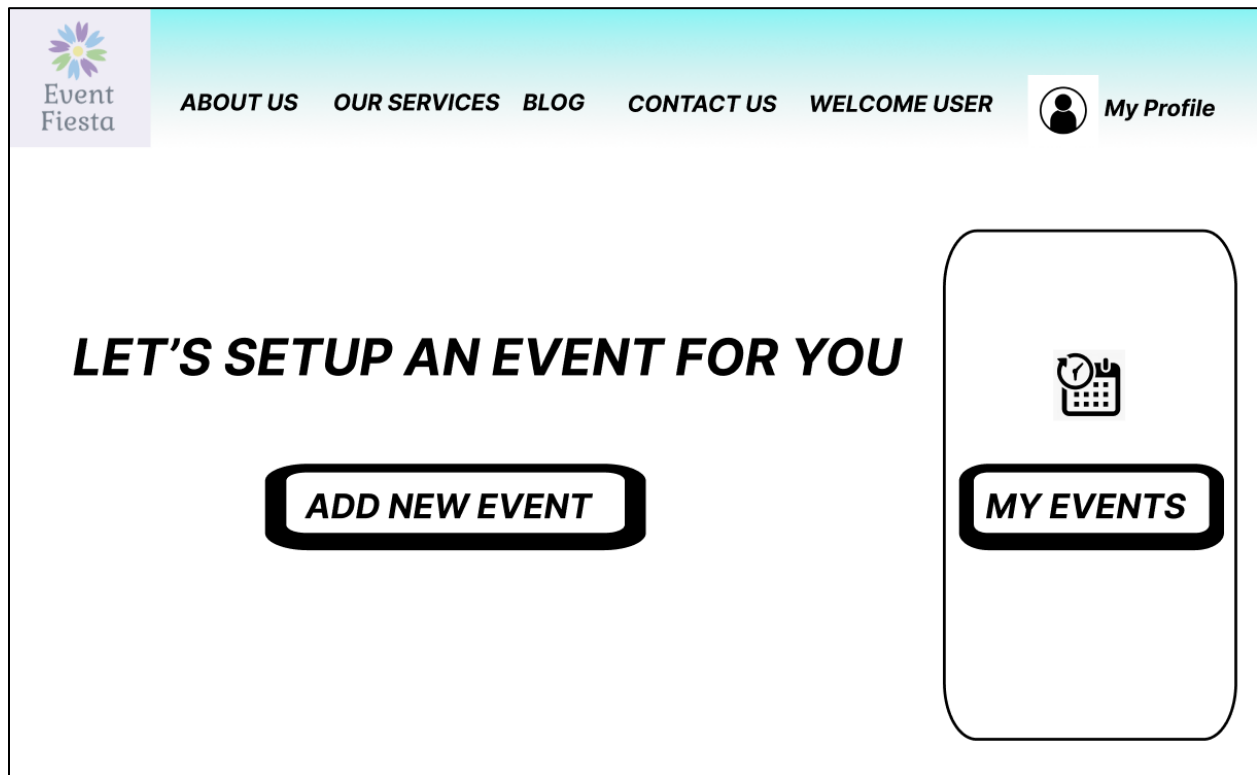 Event
Fiesta
ABOUT US OUR SERVICES BLOG CONTACT US WELCOME USER My Profile
LET'S SETUP AN EVENT FOR YOU
ADD NEW EVENT
MY EVENTS